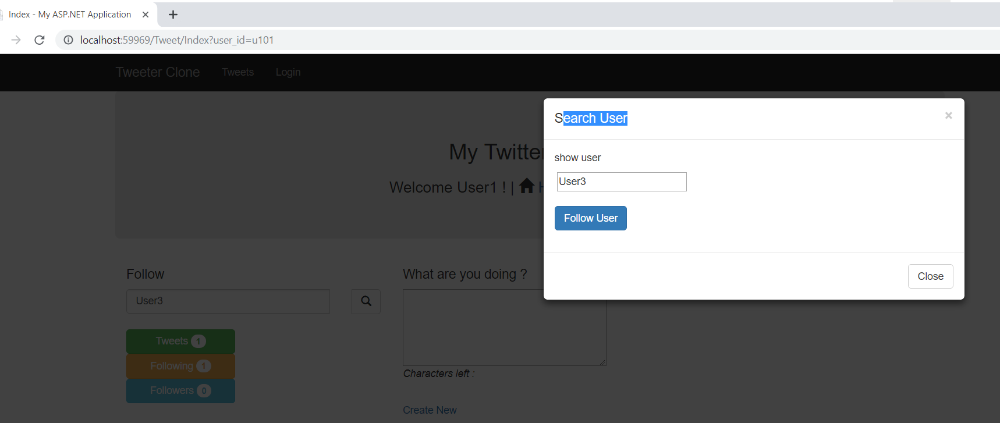 Index - My ASP.NET Application
localhost:59969/Tweet/Index?user_id=u101
Tweeter Clone Tweets Login
Search User ×
My Twitter
show user
User3
Welcome User1 ! |
Follow User
Follow
What are you doing ?
Close
User3
Tweets 1
Following 1
Followers 0
Characters left :
Create New